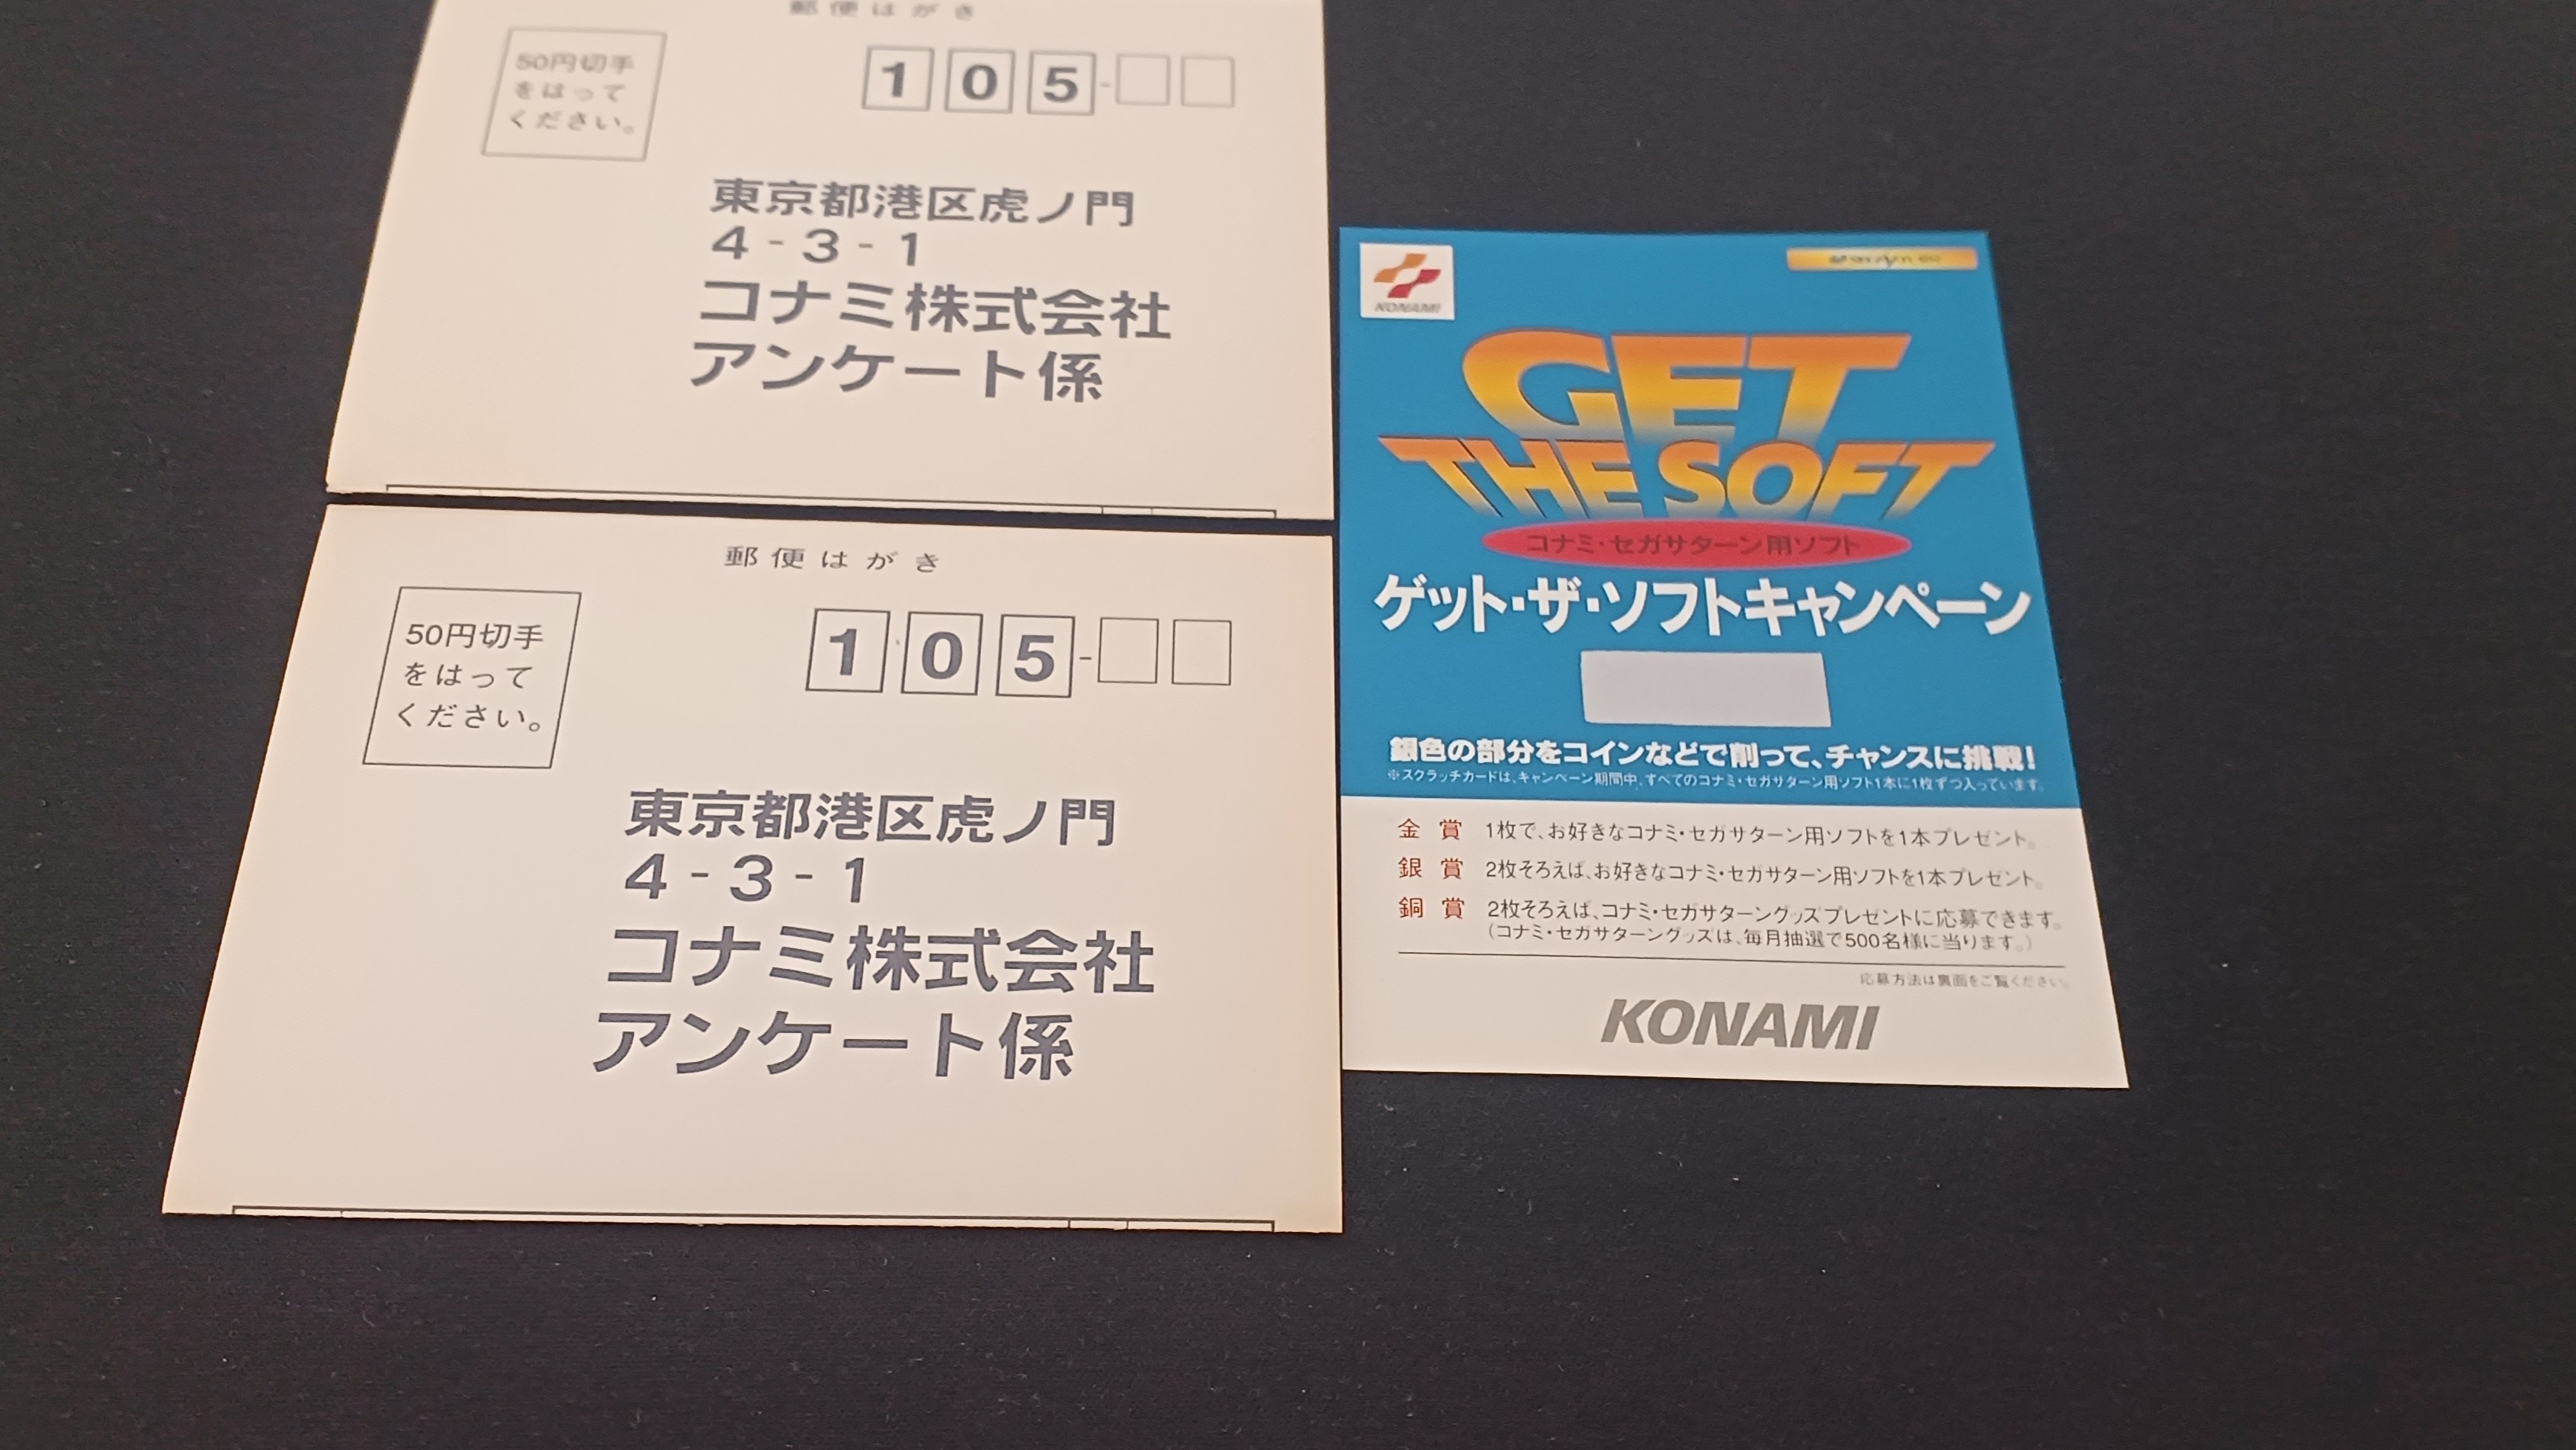 郵便はがき
50円切手
をはって
ください。
105-
東京都港区虎ノ門
4-3-1
コナミ株式会社
アンケート係
郵便はがき
50円切手
をはって
ください。
105-
東京都港区虎ノ門
4-3-1
コナミ株式会社
アンケート係
KONAMI
GET
THE SOFT
コナミ・セガサターン用ソフト
ゲット・ザ・ソフトキャンペーン
銀色の部分をコインなどで削って、チャンスに挑戦!
※スクラッチカードは、キャンペーン期間中、すべてのコナミ・セガサターン用ソフト1本に1枚ずつ入っています。
金賞 1枚で、お好きなコナミ・セガサターン用ソフトを1本プレゼント。
銀賞 2枚そろえば、お好きなコナミ・セガサターン用ソフトを1本プレゼント。
銅賞 2枚そろえば、コナミ・セガサターングッズプレゼントに応募できます。
(コナミ・セガサターングッズは、毎月抽選で500名様に当ります。)
応募方法は裏面をご覧ください。
KONAMI